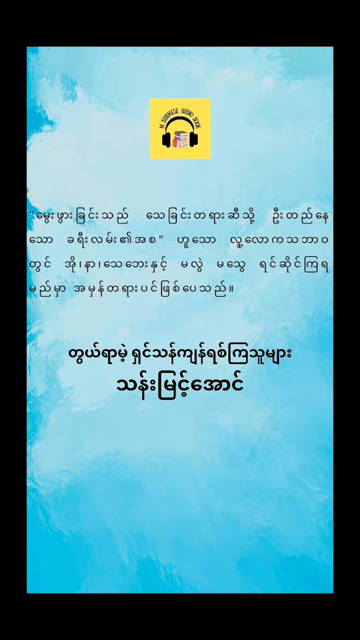 M BURMESE AUDIO BOOK
"မွေးဖွားခြင်းသည် သေခြင်းတရားဆီသို့ ဦးတည်နေ
သော ခရီးလမ်း၏အစ" ဟူသော လူ့လောကသဘာဝ
တွင် အို၊နာ၊သေဘေးနှင့် မလွဲ မသွေ ရင်ဆိုင်ကြရ
မည်မှာ အမှန်တရားပင်ဖြစ်ပေသည်။
တွယ်ရာမဲ့ ရှင်သန်ကျန်ရစ်ကြသူများ
သန်းမြင့်အောင်